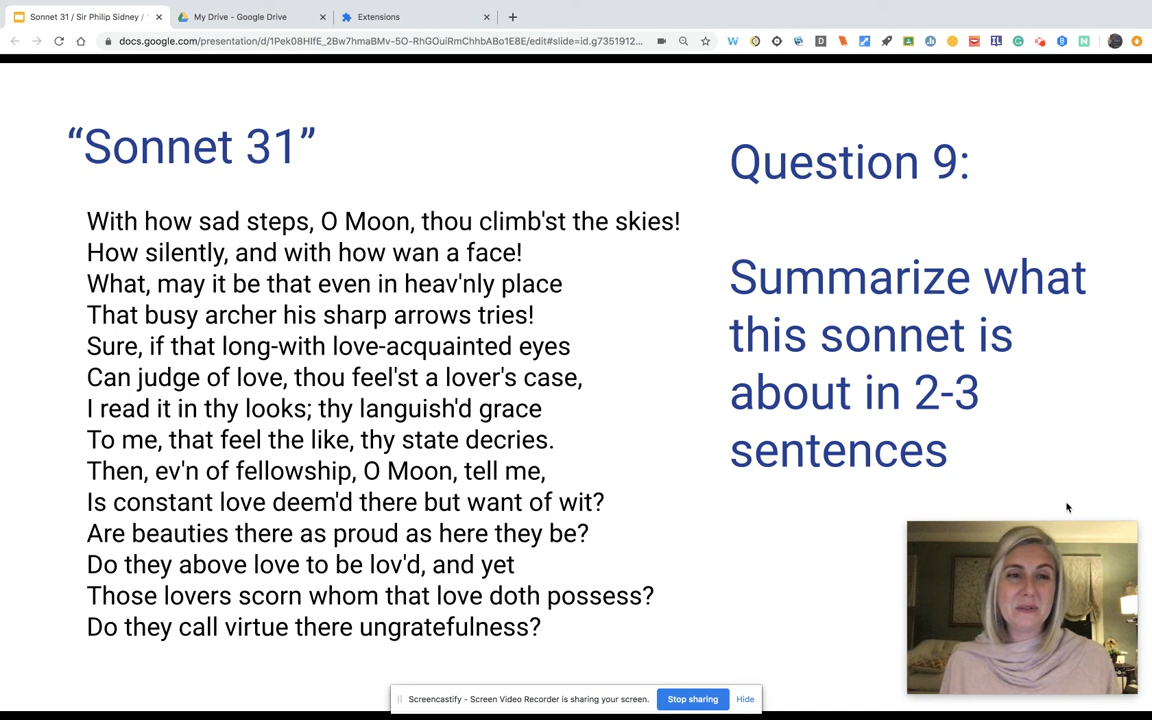 Sonnet 31 / Sir Philip Sidney /
My Drive - Google Drive
Extensions
docs.google.com/presentation/d/1Pek08HIfE_2Bw7hmaBMv-5O-RhGOuiRmChhbABo1E8E/edit#slide=id.g7351912...
“Sonnet 31”
With how sad steps, O Moon, thou climb'st the skies!
How silently, and with how wan a face!
What, may it be that even in heav'nly place
That busy archer his sharp arrows tries!
Sure, if that long-with love-acquainted eyes
Can judge of love, thou feel'st a lover's case,
I read it in thy looks; thy languish'd grace
To me, that feel the like, thy state decries.
Then, ev'n of fellowship, O Moon, tell me,
Is constant love deem'd there but want of wit?
Are beauties there as proud as here they be?
Do they above love to be lov'd, and yet
Those lovers scorn whom that love doth possess?
Do they call virtue there ungratefulness?
Question 9:
Summarize what
this sonnet is
about in 2-3
sentences
Screencastify - Screen Video Recorder is sharing your screen.
Stop sharing
Hide